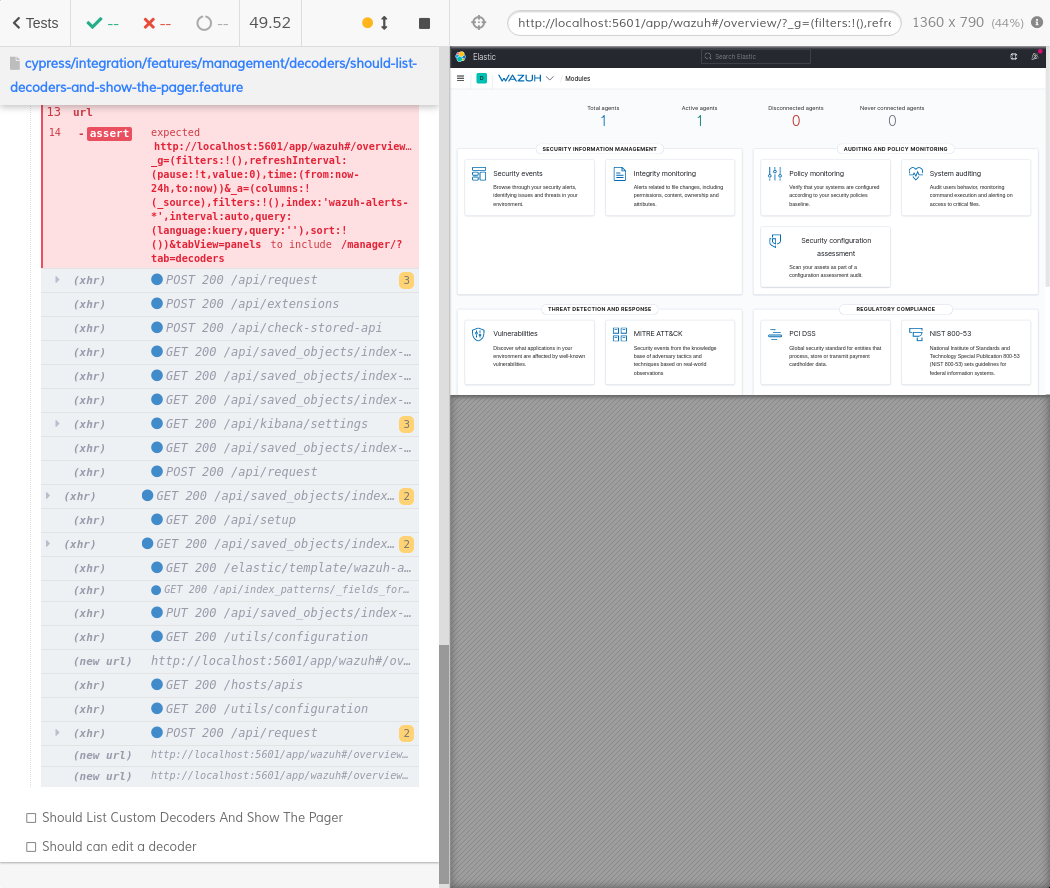 Tests
--
--
--
49.52
http://localhost:5601/app/wazuh#/overview/?_g=(filters:!(),refre
1360 x 790 (44%)
cypress/integration/features/management/decoders/should-list-
decoders-and-show-the-pager.feature
13 url
14 - assert expected
http://localhost:5601/app/wazuh#/overview…
_g=(filters:!(),refreshInterval:
(pause:!t,value:0),time:(from:now-
24h,to:now))&_a=(columns:!
(_source),filters:!(),index:'wazuh-alerts-
*',interval:auto,query:
(language:kuery,query:''),sort:!
())&tabView=panels to include /manager/?
tab=decoders
(xhr) POST 200 /api/request 3
(xhr) POST 200 /api/extensions
(xhr) POST 200 /api/check-stored-api
(xhr) GET 200 /api/saved_objects/index-…
(xhr) GET 200 /api/saved_objects/index-…
(xhr) GET 200 /api/saved_objects/index-…
(xhr) GET 200 /api/kibana/settings 3
(xhr) GET 200 /api/saved_objects/index-…
(xhr) POST 200 /api/request
(xhr) GET 200 /api/saved_objects/index… 2
(xhr) GET 200 /api/setup
(xhr) GET 200 /api/saved_objects/index… 2
(xhr) GET 200 /elastic/template/wazuh-a…
(xhr) GET 200 /api/index_patterns/_fields_for…
(xhr) PUT 200 /api/saved_objects/index-…
(xhr) GET 200 /utils/configuration
(new url) http://localhost:5601/app/wazuh#/ov…
(xhr) GET 200 /hosts/apis
(xhr) GET 200 /utils/configuration
(xhr) POST 200 /api/request 2
(new url) http://localhost:5601/app/wazuh#/overview…
(new url) http://localhost:5601/app/wazuh#/overview…
Should List Custom Decoders And Show The Pager
Should can edit a decoder
Elastic
Search Elastic
D WAZUH Modules
Total agents
1
Active agents
1
Disconnected agents
0
Never connected agents
0
SECURITY INFORMATION MANAGEMENT
Security events
Browse through your security alerts,
identifying issues and threats in your
environment.
Integrity monitoring
Alerts related to file changes, including
permissions, content, ownership and
attributes.
AUDITING AND POLICY MONITORING
Policy monitoring
Verify that your systems are configured
according to your security policies
baseline.
System auditing
Audit users behavior, monitoring
command execution and alerting on
access to critical files.
Security configuration
assessment
Scan your assets as part of a
configuration assessment audit.
THREAT DETECTION AND RESPONSE
Vulnerabilities
Discover what applications in your
environment are affected by well-known
vulnerabilities.
MITRE ATT&CK
Security events from the knowledge
base of adversary tactics and
techniques based on real-world
observations
REGULATORY COMPLIANCE
PCI DSS
Global security standard for entities that
process, store or transmit payment
cardholder data.
NIST 800-53
National Institute of Standards and
Technology Special Publication 800-53
(NIST 800-53) sets guidelines for
federal information systems.